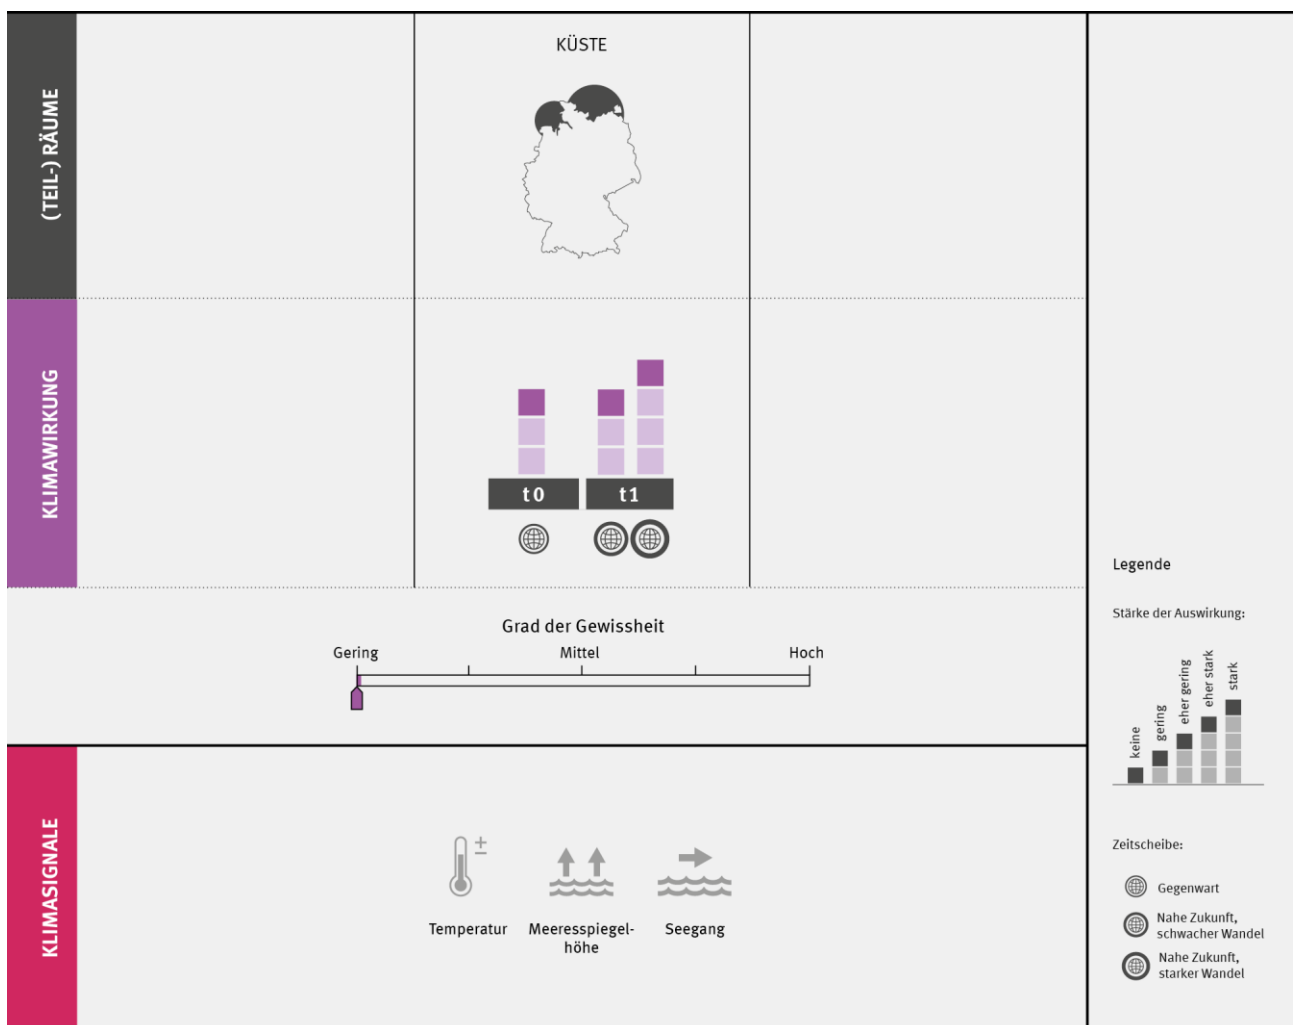 (TEIL-) RÄUME
KÜSTE
KLIMAWIRKUNG
t0
t1
Grad der Gewissheit
Gering
Mittel
Hoch
KLIMASIGNALE
±
Temperatur
Meeresspiegel-
höhe
Seegang
Legende
Stärke der Auswirkung:
keine
gering
eher gering
eher stark
stark
Zeitscheibe:
Gegenwart
Nahe Zukunft,
schwacher Wandel
Nahe Zukunft,
starker Wandel